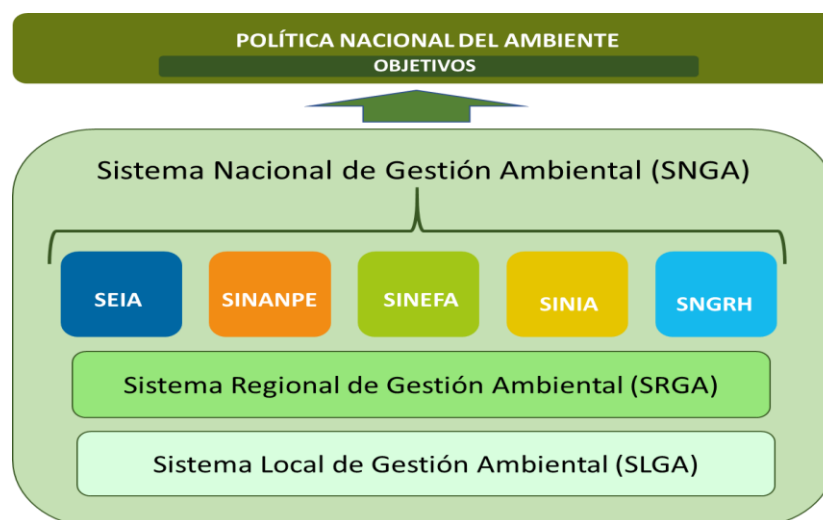 POLÍTICA NACIONAL DEL AMBIENTE
OBJETIVOS
Sistema Nacional de Gestión Ambiental (SNGA)
SEIA
SINANPE
SINEFA
SINIA
SNGRH
Sistema Regional de Gestión Ambiental (SRGA)
Sistema Local de Gestión Ambiental (SLGA)